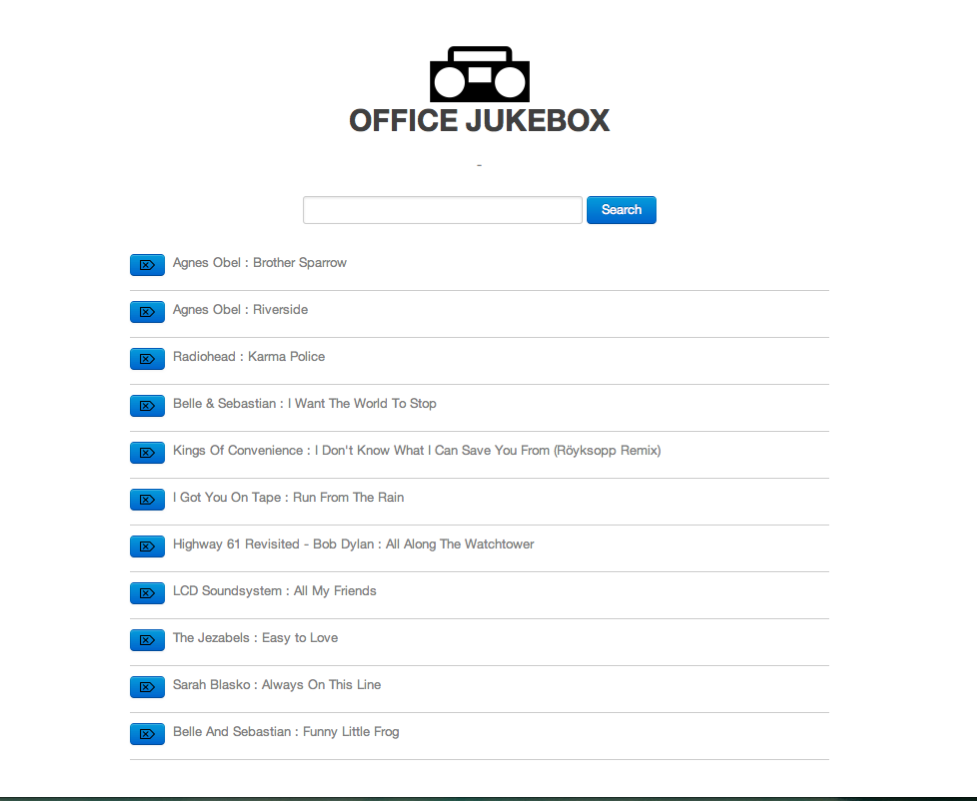 OFFICE JUKEBOX
-
Search
Agnes Obel : Brother Sparrow
Agnes Obel : Riverside
Radiohead : Karma Police
Belle & Sebastian : I Want The World To Stop
Kings Of Convenience : I Don't Know What I Can Save You From (Röyksopp Remix)
I Got You On Tape : Run From The Rain
Highway 61 Revisited - Bob Dylan : All Along The Watchtower
LCD Soundsystem : All My Friends
The Jezabels : Easy to Love
Sarah Blasko : Always On This Line
Belle And Sebastian : Funny Little Frog